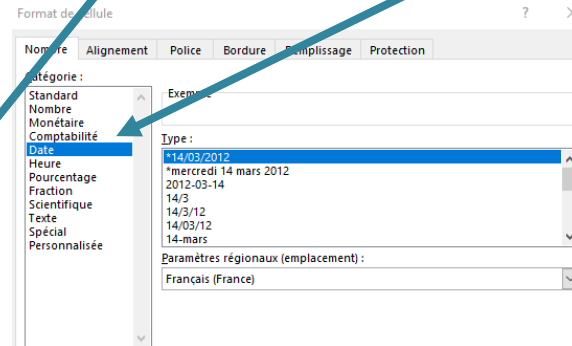 Format de cellule ?
Nombre Alignement Police Bordure Remplissage Protection
Catégorie :
Standard
Nombre
Monétaire
Comptabilité
Date
Heure
Pourcentage
Fraction
Scientifique
Texte
Spécial
Personnalisée
Exemple
Type :
*14/03/2012
*mercredi 14 mars 2012
2012-03-14
14/3
14/3/12
14/03/12
14-mars
Paramètres régionaux (emplacement) :
Français (France)